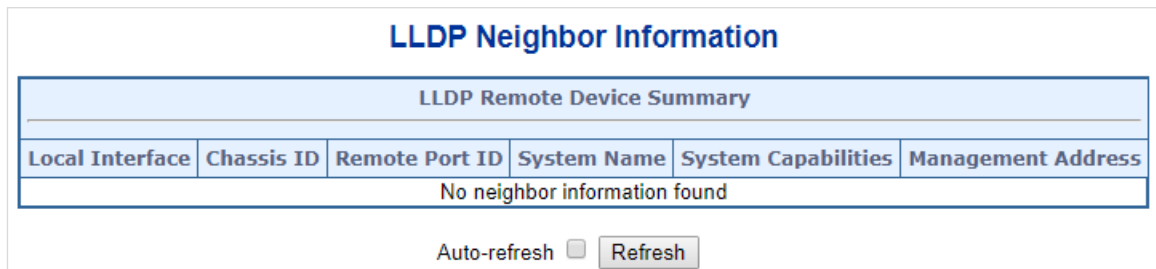 LLDP Neighbor Information
LLDP Remote Device Summary
Local Interface Chassis ID Remote Port ID System Name System Capabilities Management Address
No neighbor information found
Auto-refresh Refresh